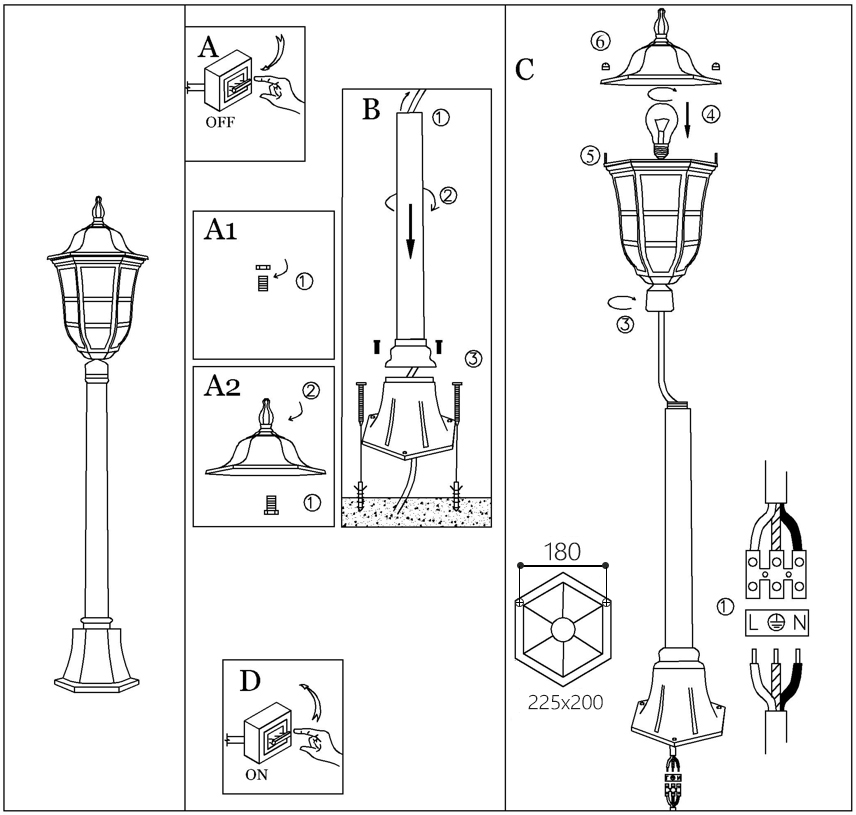 A
OFF
A1
①
A2
②
①
B
①
②
③
D
ON
C
⑥
④
⑤
③
180
225x200
①
L ⏚ N